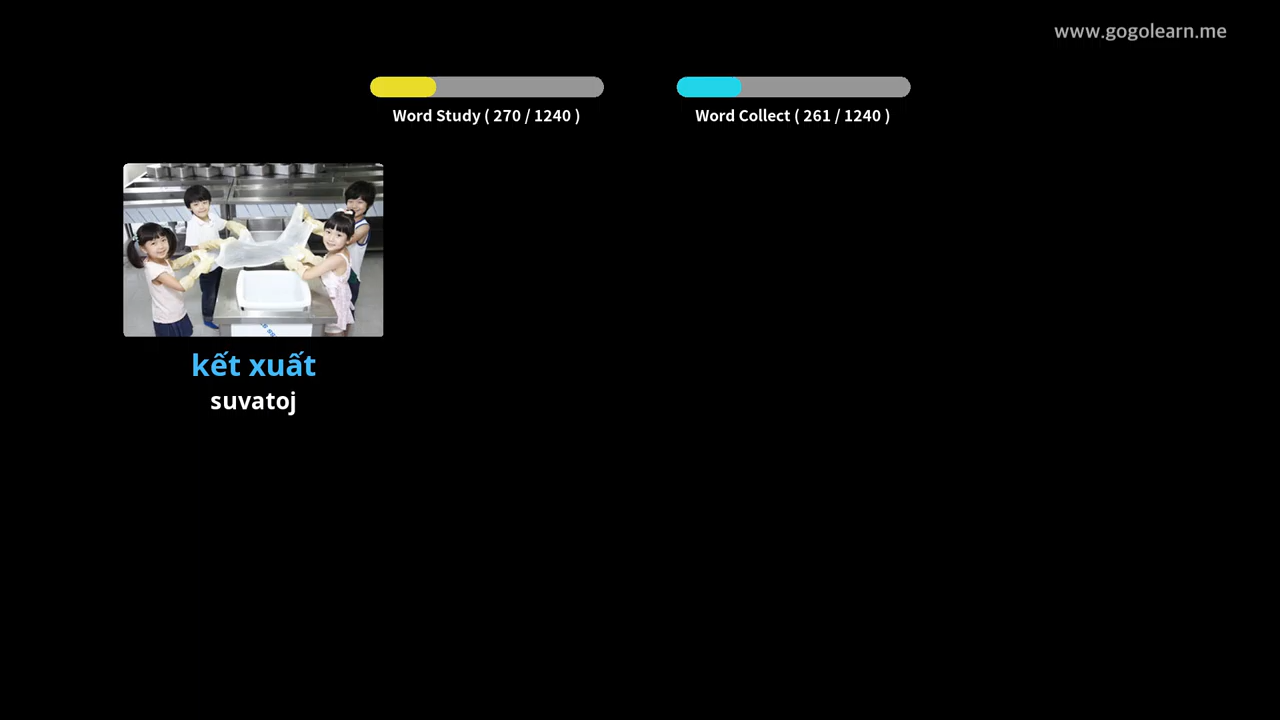 www.gogolearn.me
Word Study ( 270 / 1240 )
Word Collect ( 261 / 1240 )
kết xuất
suvatoj